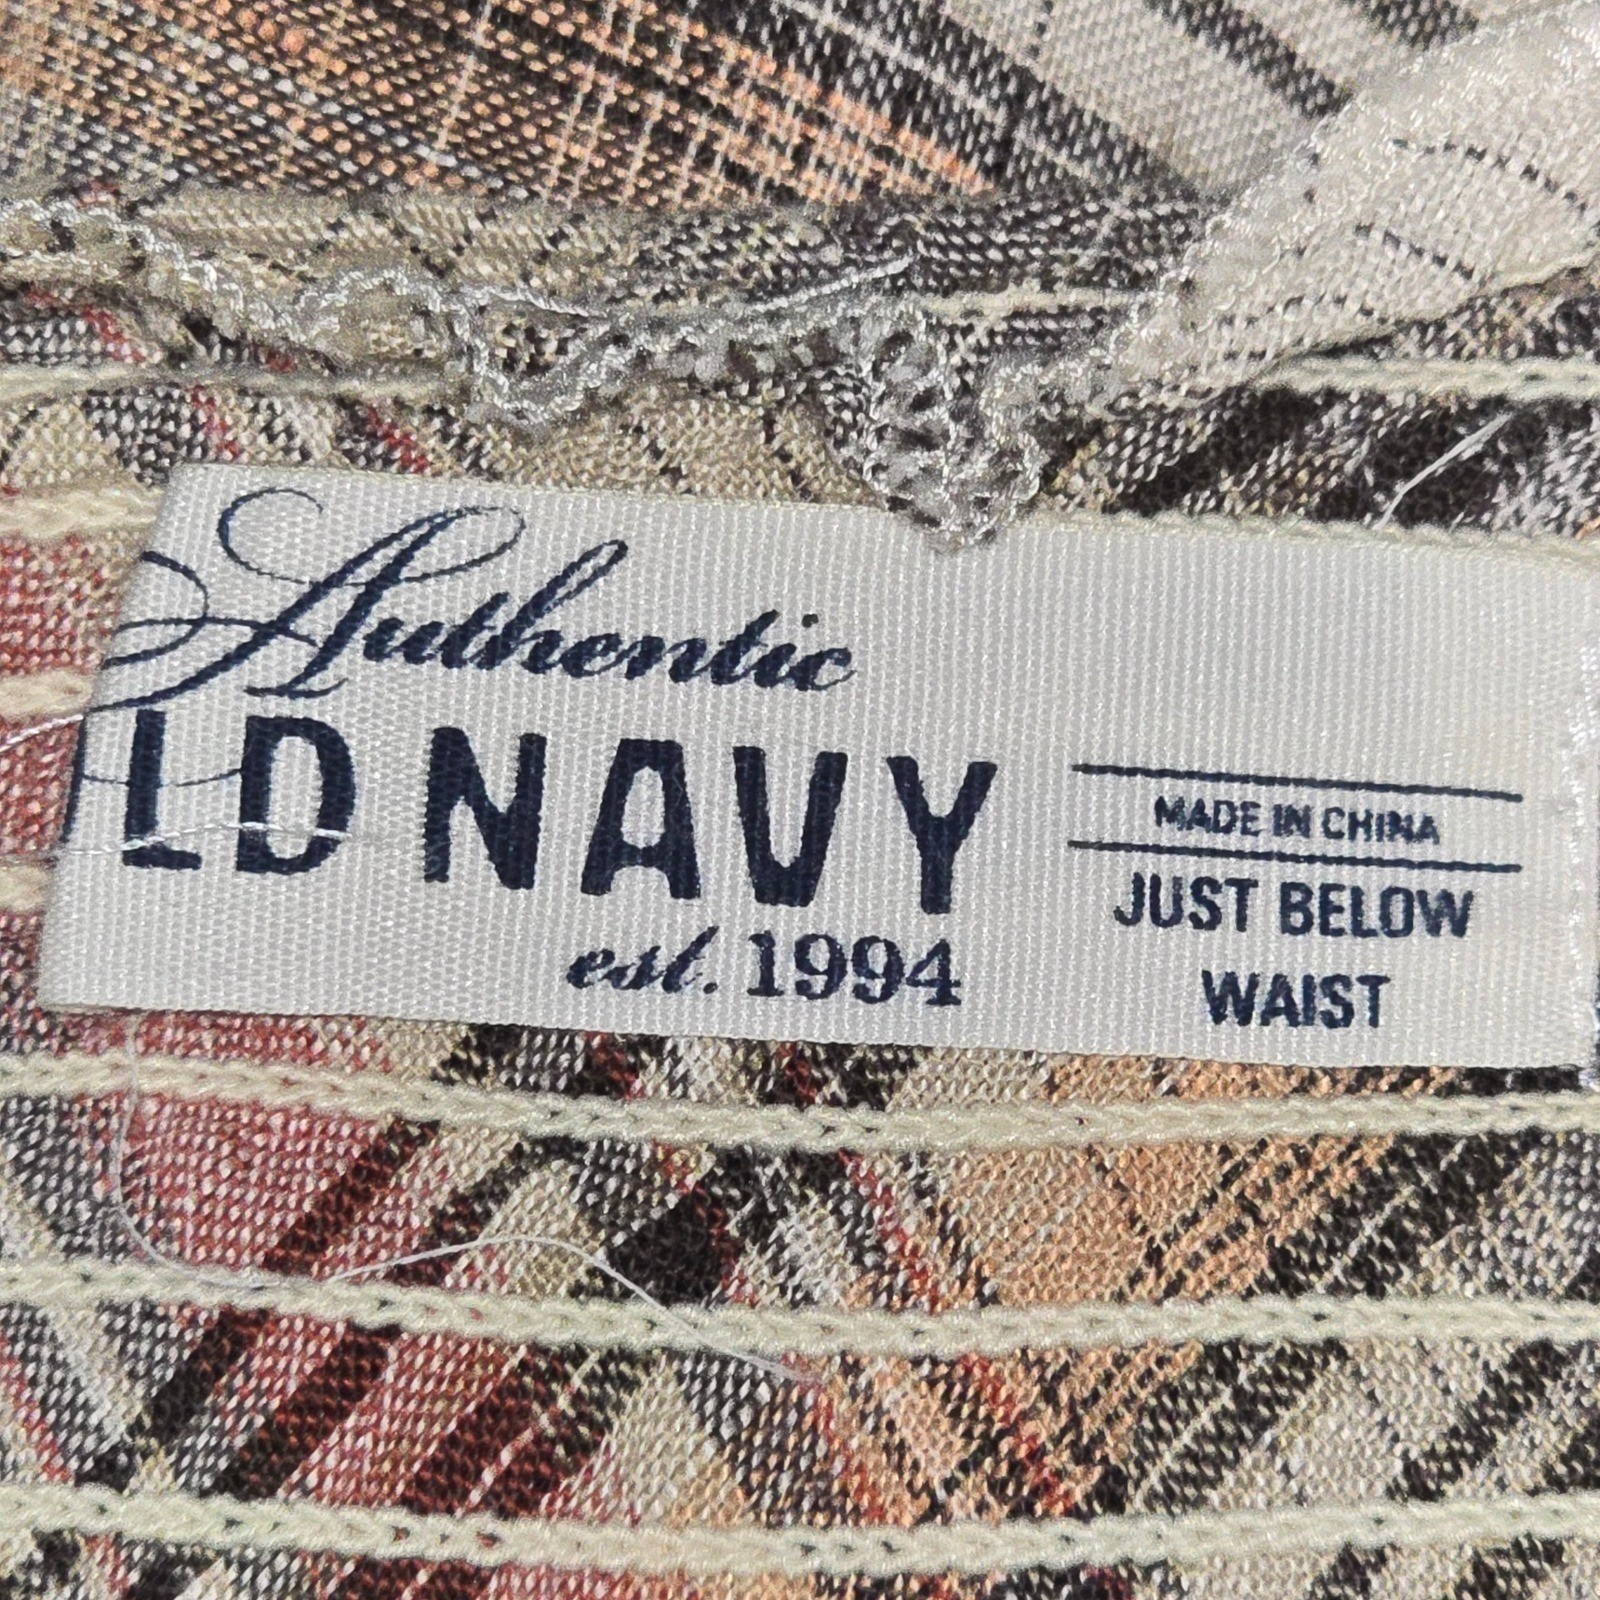 Authentic
LD NAVY
est. 1994
MADE IN CHINA
JUST BELOW
WAIST